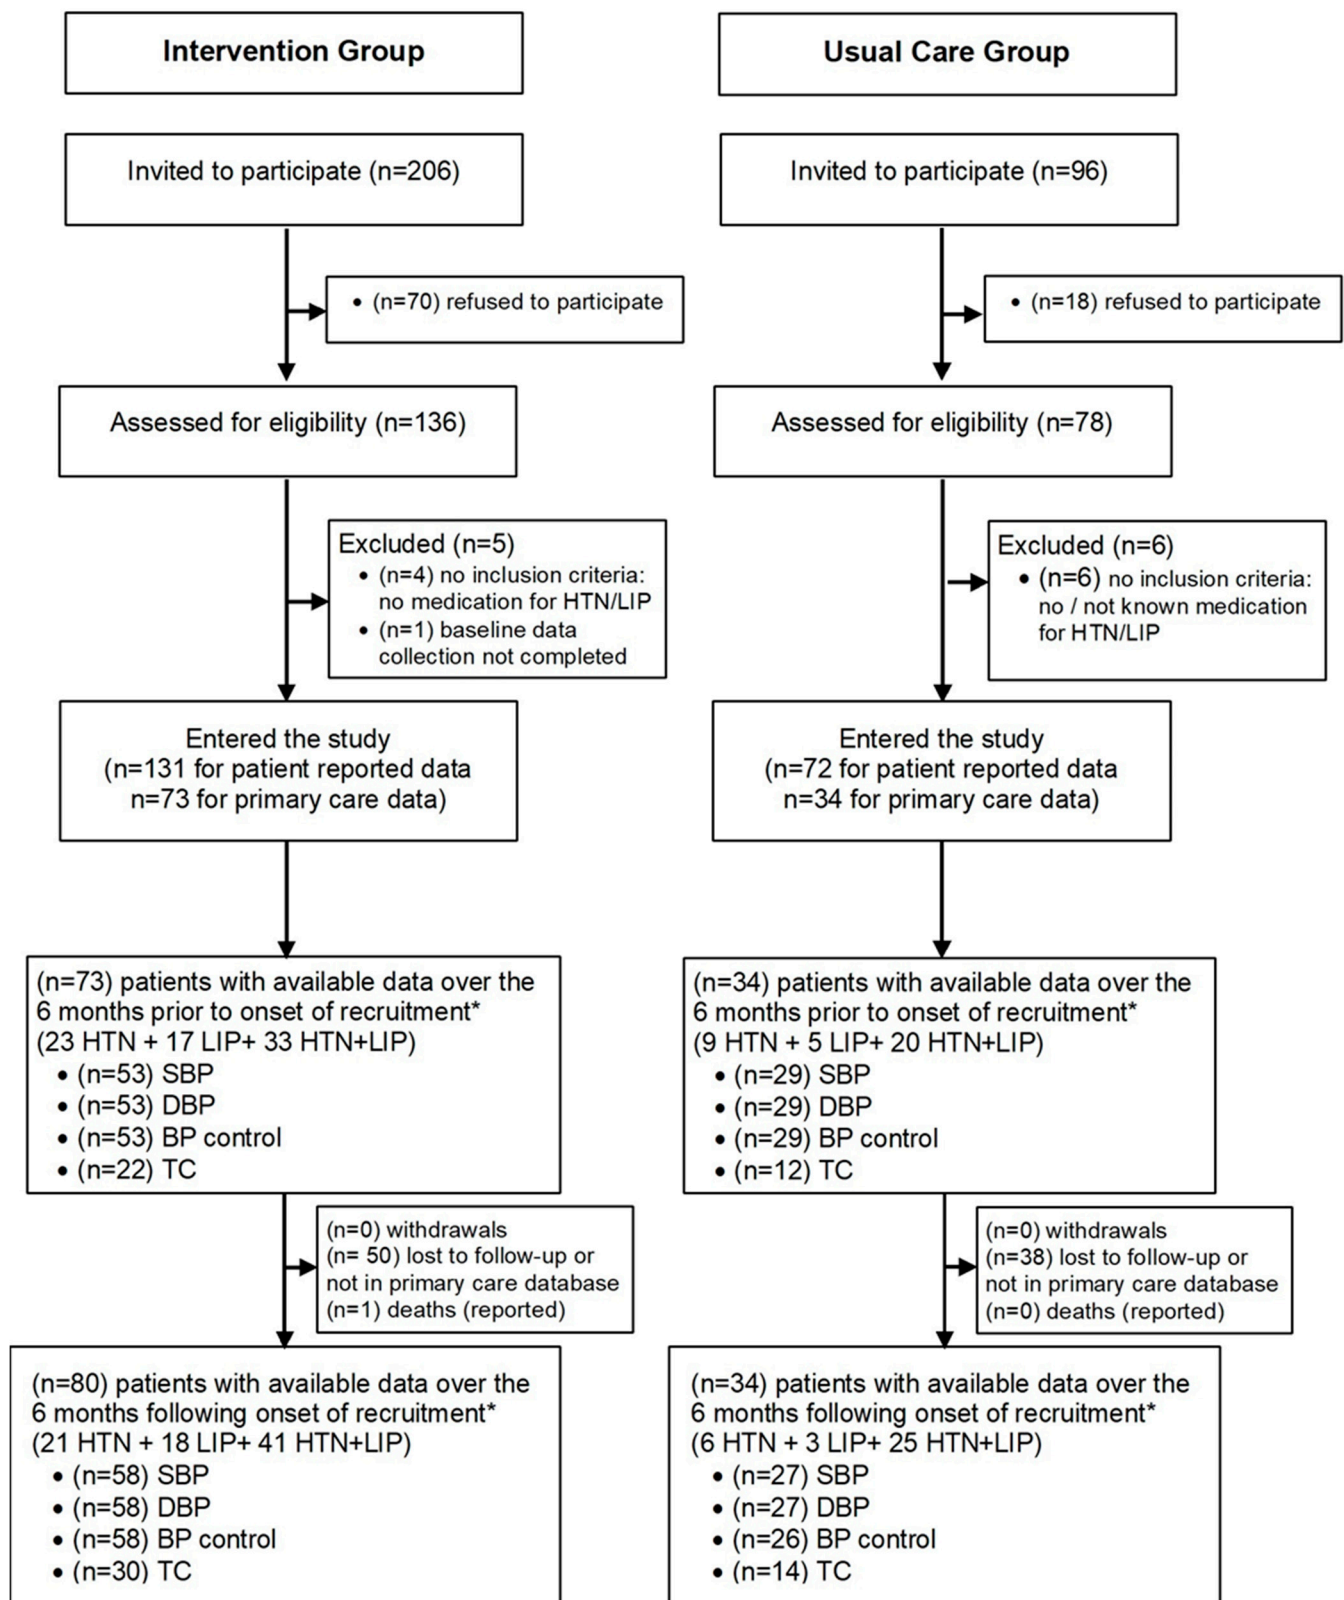 Intervention Group
Invited to participate (n=206)
• (n=70) refused to participate
Assessed for eligibility (n=136)
Excluded (n=5)
• (n=4) no inclusion criteria:
no medication for HTN/LIP
• (n=1) baseline data
collection not completed
Entered the study
(n=131 for patient reported data
n=73 for primary care data)
(n=73) patients with available data over the
6 months prior to onset of recruitment*
(23 HTN + 17 LIP+ 33 HTN+LIP)
• (n=53) SBP
• (n=53) DBP
• (n=53) BP control
• (n=22) TC
(n=0) withdrawals
(n= 50) lost to follow-up or
not in primary care database
(n=1) deaths (reported)
(n=80) patients with available data over the
6 months following onset of recruitment*
(21 HTN + 18 LIP+ 41 HTN+LIP)
• (n=58) SBP
• (n=58) DBP
• (n=58) BP control
• (n=30) TC
Usual Care Group
Invited to participate (n=96)
• (n=18) refused to participate
Assessed for eligibility (n=78)
Excluded (n=6)
• (n=6) no inclusion criteria:
no / not known medication
for HTN/LIP
Entered the study
(n=72 for patient reported data
n=34 for primary care data)
(n=34) patients with available data over the
6 months prior to onset of recruitment*
(9 HTN + 5 LIP+ 20 HTN+LIP)
• (n=29) SBP
• (n=29) DBP
• (n=29) BP control
• (n=12) TC
(n=0) withdrawals
(n=38) lost to follow-up or
not in primary care database
(n=0) deaths (reported)
(n=34) patients with available data over the
6 months following onset of recruitment*
(6 HTN + 3 LIP+ 25 HTN+LIP)
• (n=27) SBP
• (n=27) DBP
• (n=26) BP control
• (n=14) TC